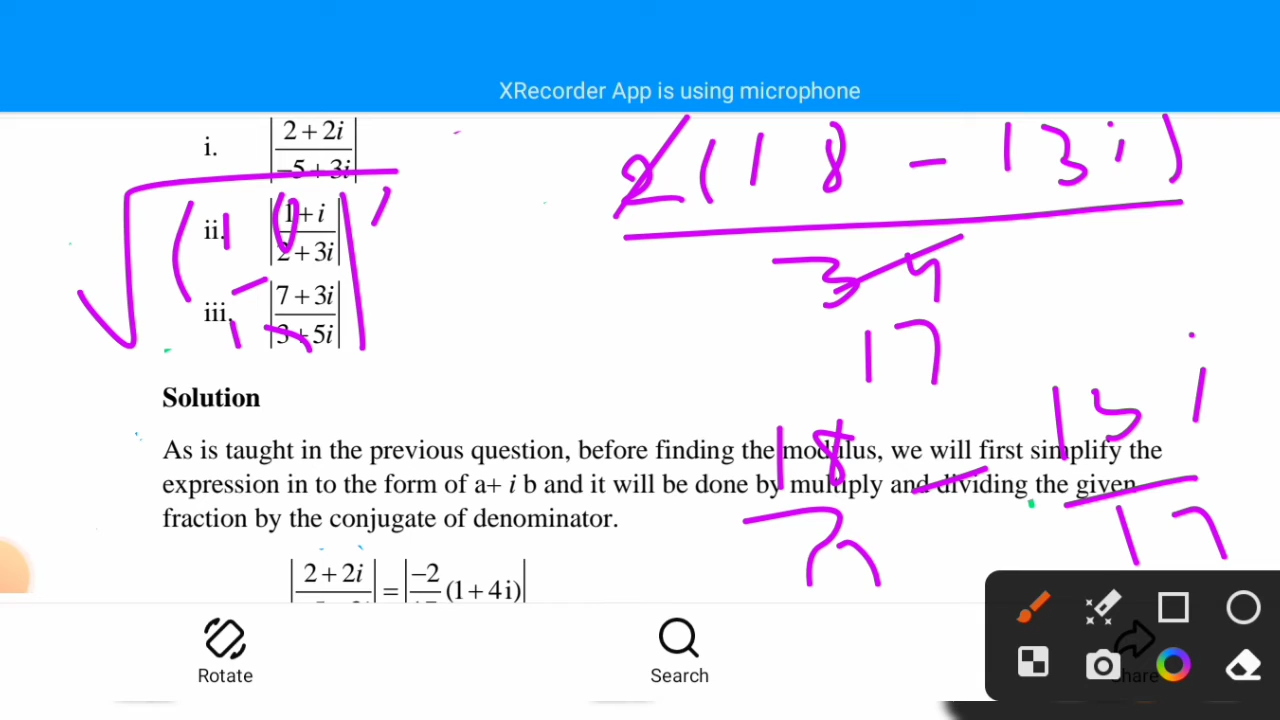 XRecorder App is using microphone
i. |2 + 2i / −5 + 3i|
2(18 − 13i)
34
17
ii. |1 + i / 2 + 3i|
iii. |7 + 3i / 3 + 5i|
Solution
As is taught in the previous question, before finding the modulus, we will first simplify the
expression in to the form of a+ i b and it will be done by multiply and dividing the given
fraction by the conjugate of denominator.
18 − 13i
17
|2 + 2i| = |−2 (1 + 4i)|
Rotate
Search
Share